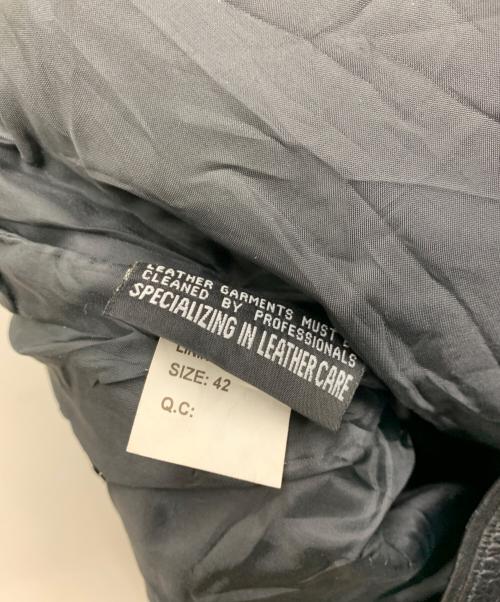 LEATHER GARMENTS MUST
CLEANED BY PROFESSIONALS
SPECIALIZING IN LEATHER CARE
SIZE: 42
Q.C: